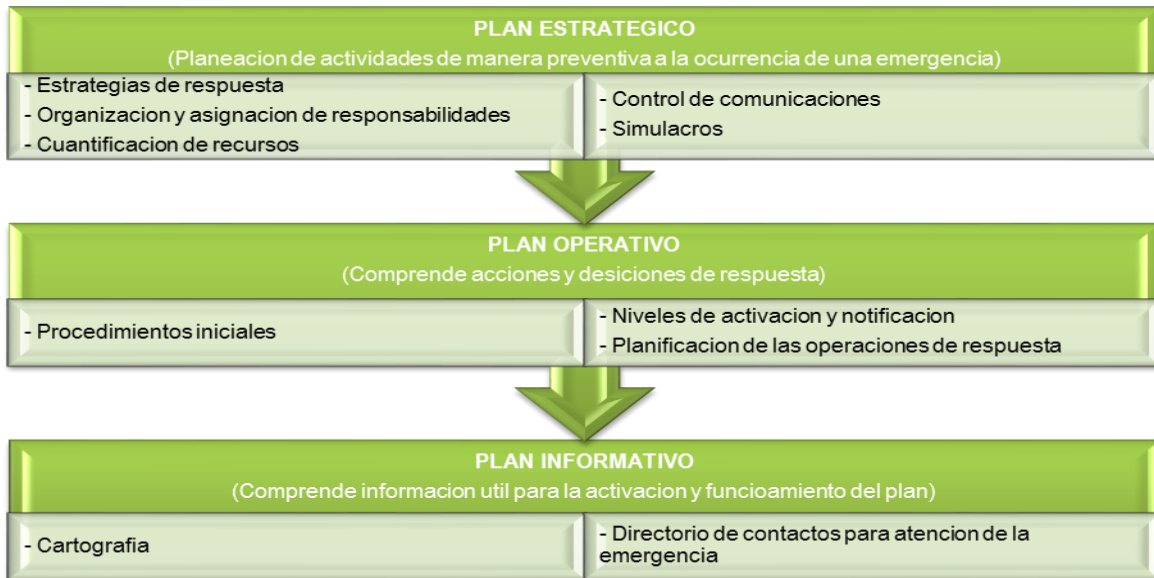 PLAN ESTRATEGICO
(Planeacion de actividades de manera preventiva a la ocurrencia de una emergencia)
- Estrategias de respuesta
- Organizacion y asignacion de responsabilidades
- Cuantificacion de recursos
- Control de comunicaciones
- Simulacros
PLAN OPERATIVO
(Comprende acciones y desiciones de respuesta)
- Procedimientos iniciales
- Niveles de activacion y notificacion
- Planificacion de las operaciones de respuesta
PLAN INFORMATIVO
(Comprende informacion util para la activacion y funcioamiento del plan)
- Cartografia
- Directorio de contactos para atencion de la
emergencia